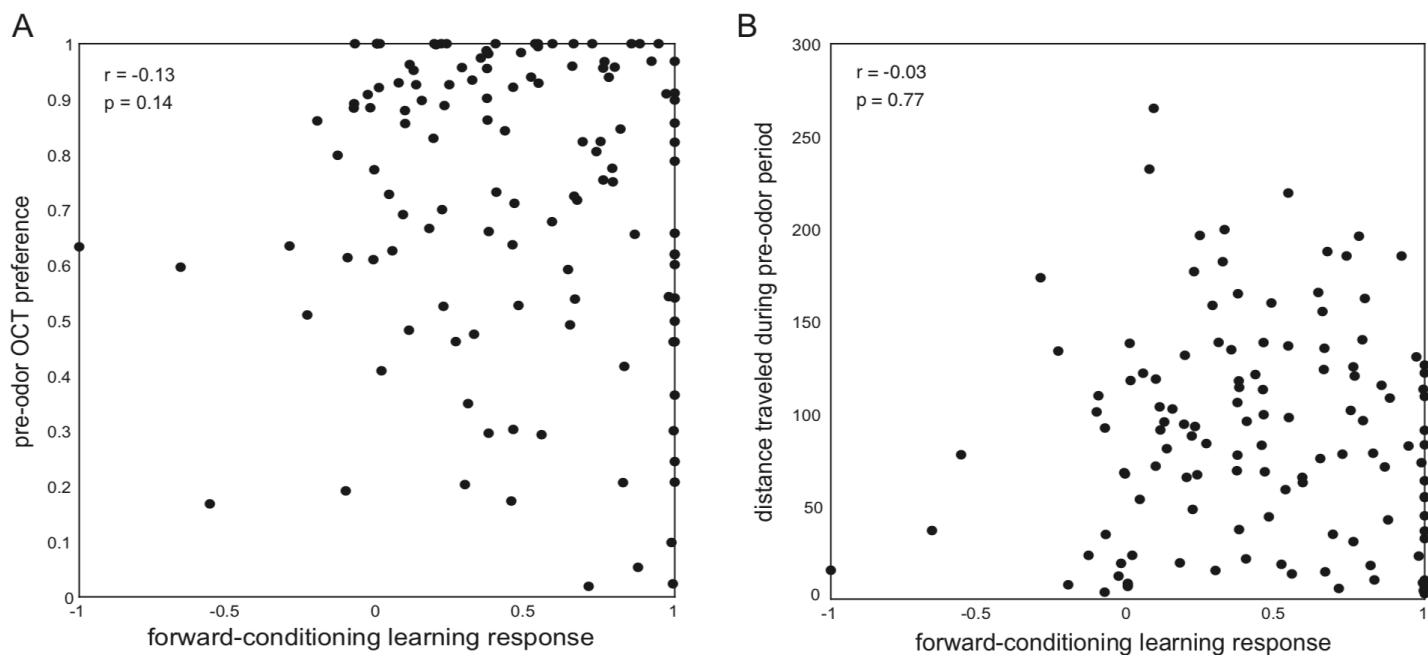 A
r = -0.13
p = 0.14
pre-odor OCT preference
1
0.9
0.8
0.7
0.6
0.5
0.4
0.3
0.2
0.1
0
-1
-0.5
0
0.5
1
forward-conditioning learning response
B
r = -0.03
p = 0.77
distance traveled during pre-odor period
300
250
200
150
100
50
0
-1
-0.5
0
0.5
1
forward-conditioning learning response